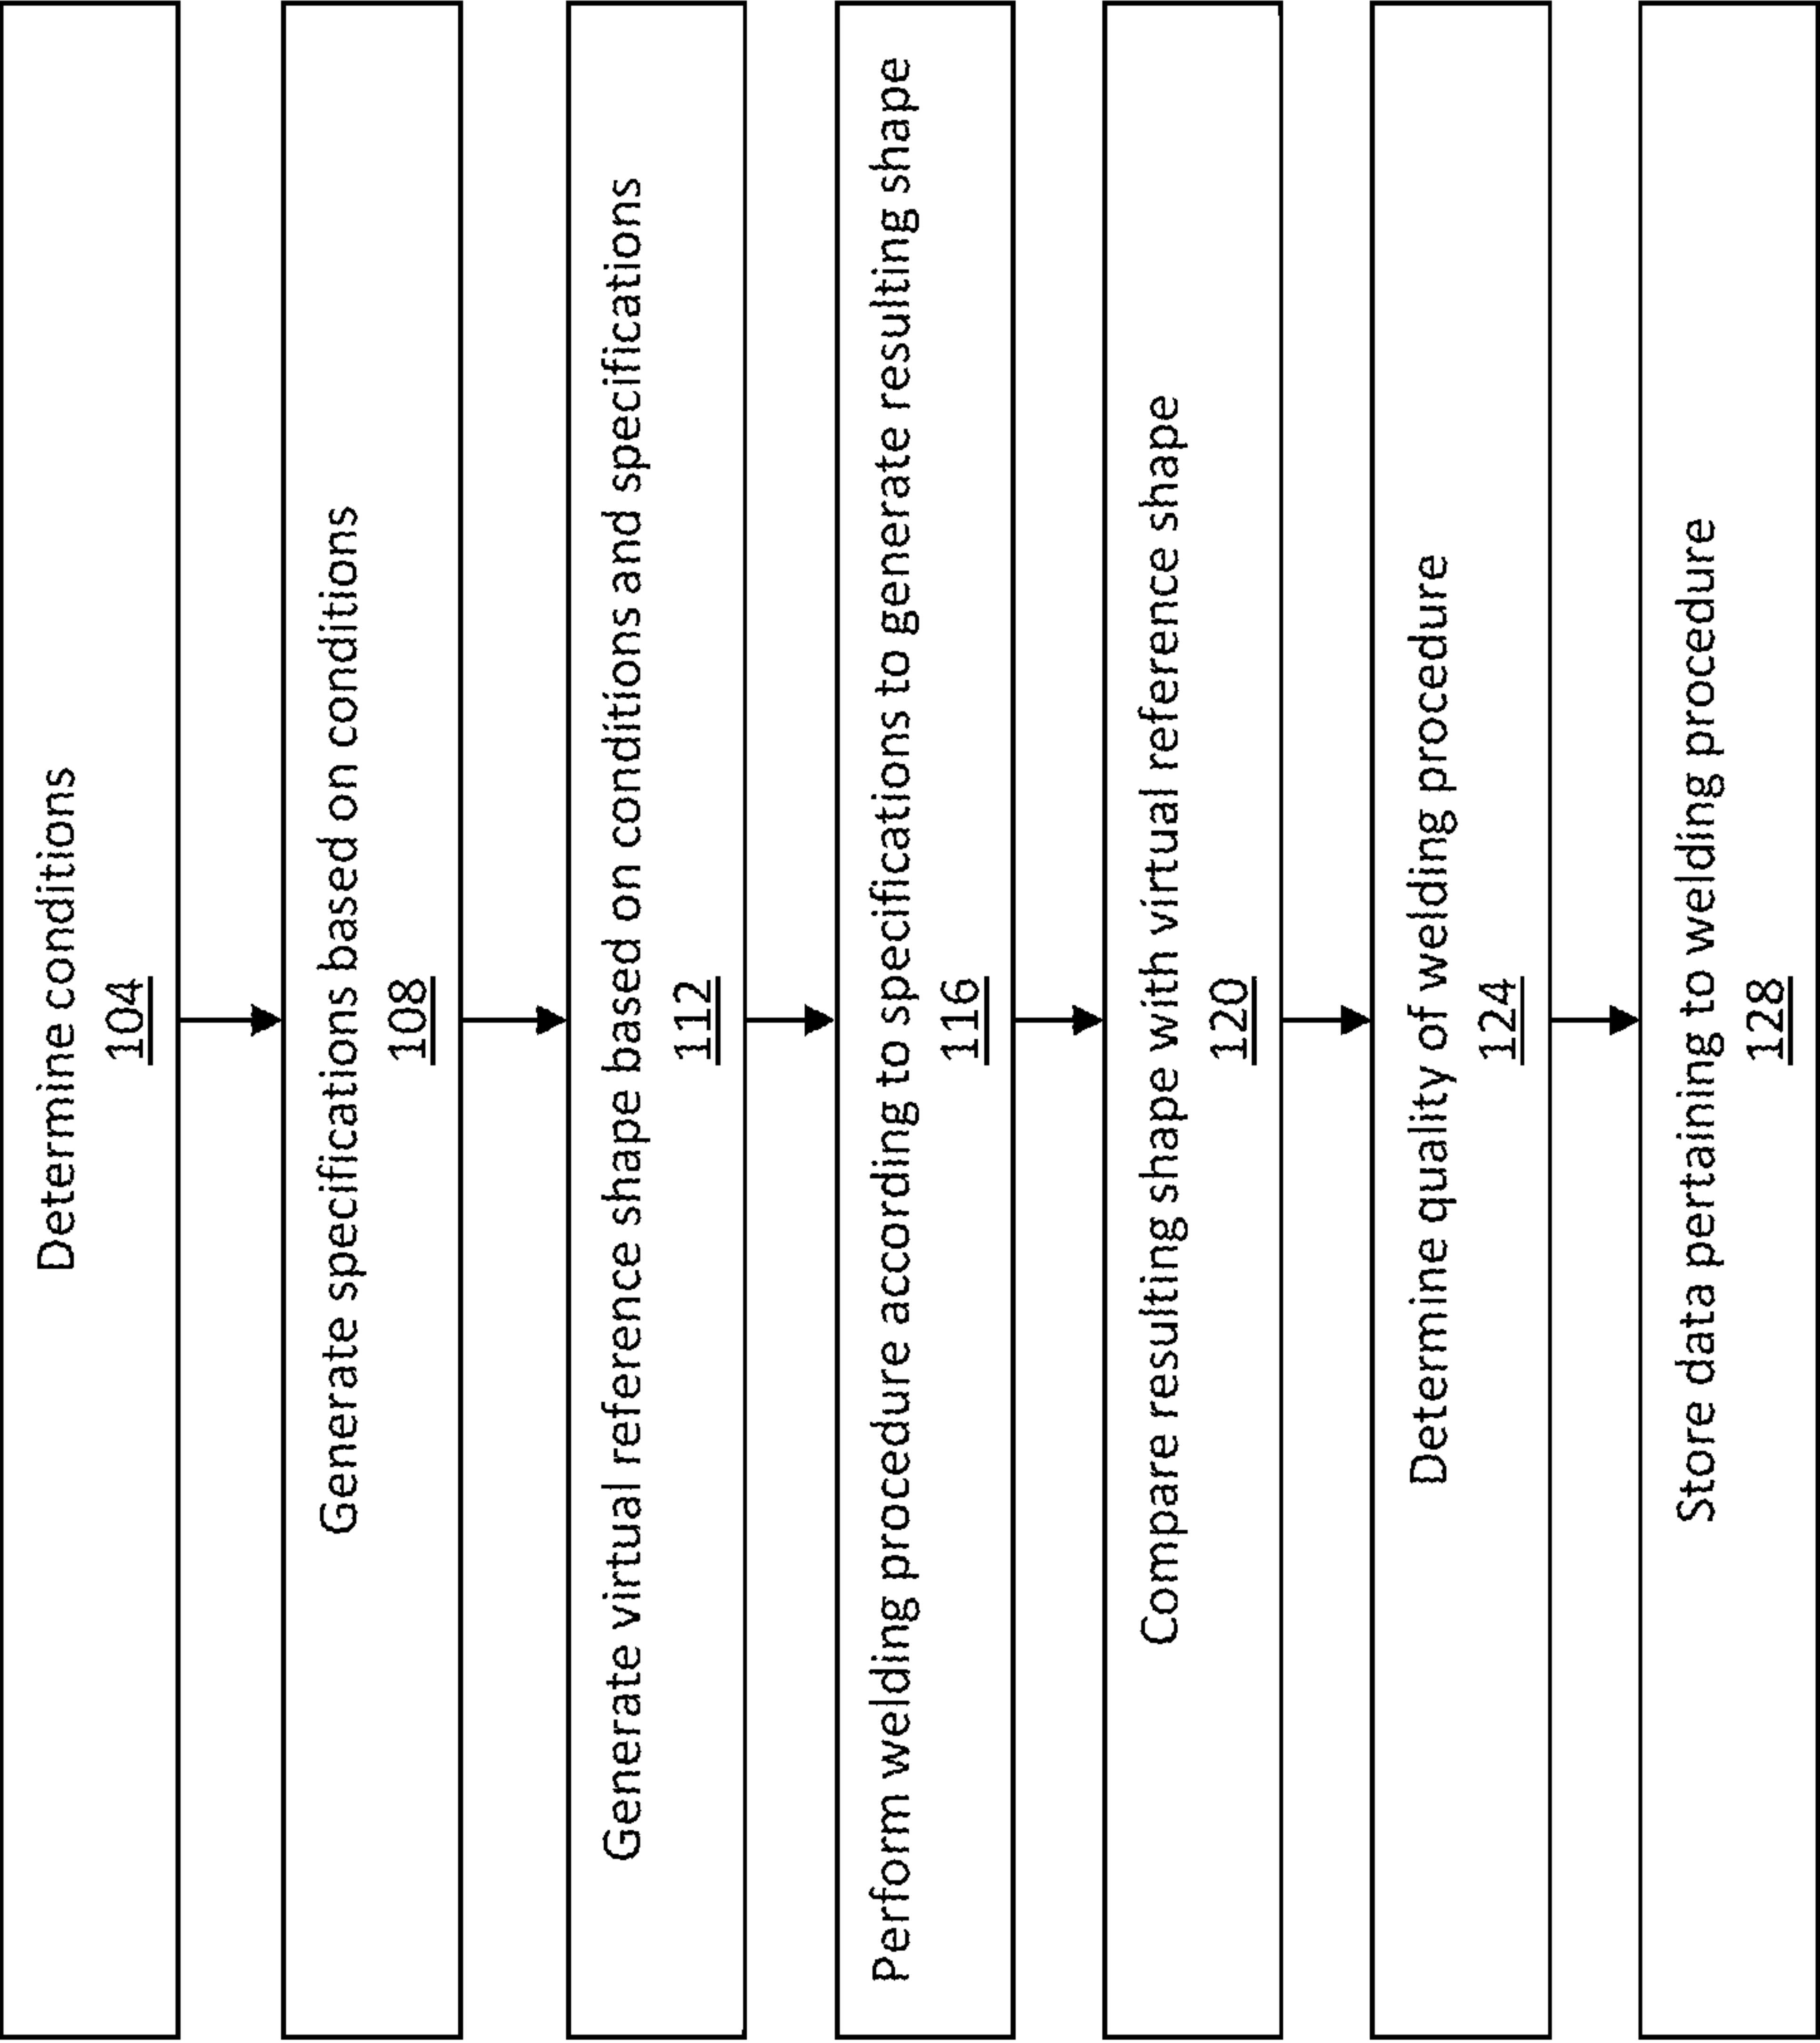 Determine conditions
104
Generate specifications based on conditions
108
Generate virtual reference shape based on conditions and specifications
112
Perform welding procedure according to specifications to generate resulting shape
116
Compare resulting shape with virtual reference shape
120
Determine quality of welding procedure
124
Store data pertaining to welding procedure
128